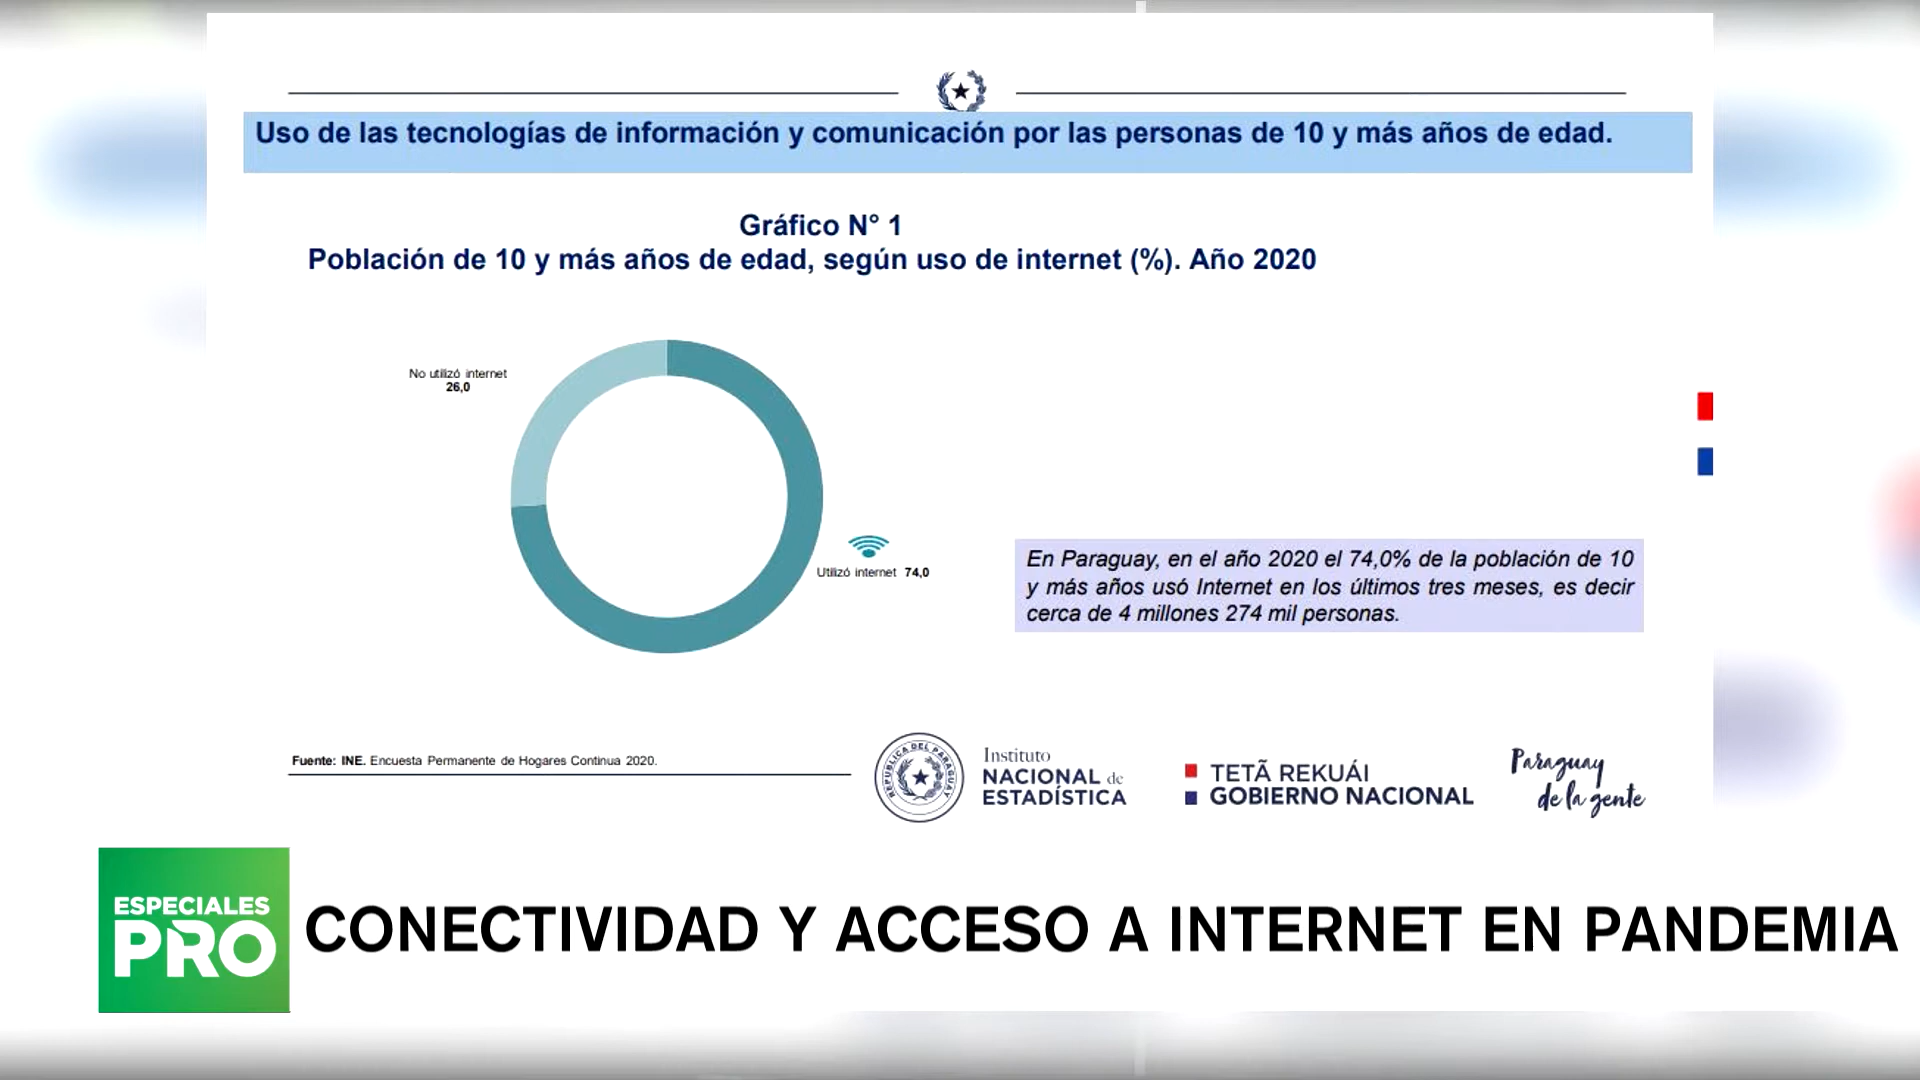 Uso de las tecnologías de información y comunicación por las personas de 10 y más años de edad.
Gráfico N° 1
Población de 10 y más años de edad, según uso de internet (%). Año 2020
No utilizó internet
26,0
Utilizó internet 74,0
En Paraguay, en el año 2020 el 74,0% de la población de 10
y más años usó Internet en los últimos tres meses, es decir
cerca de 4 millones 274 mil personas.
Fuente: INE. Encuesta Permanente de Hogares Continua 2020.
REPUBLICA DEL PARAGUAY
Instituto
NACIONAL de
ESTADÍSTICA
TETÃ REKUÁI
GOBIERNO NACIONAL
Paraguay
de la gente
ESPECIALES
PRO
CONECTIVIDAD Y ACCESO A INTERNET EN PANDEMIA